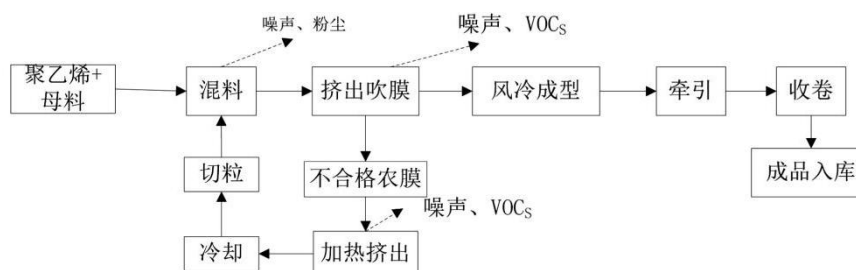 噪声、粉尘
噪声、VOCS
聚乙烯+
母料
混料
挤出吹膜
风冷成型
牵引
收卷
切粒
不合格农膜
成品入库
噪声、VOCS
冷却
加热挤出